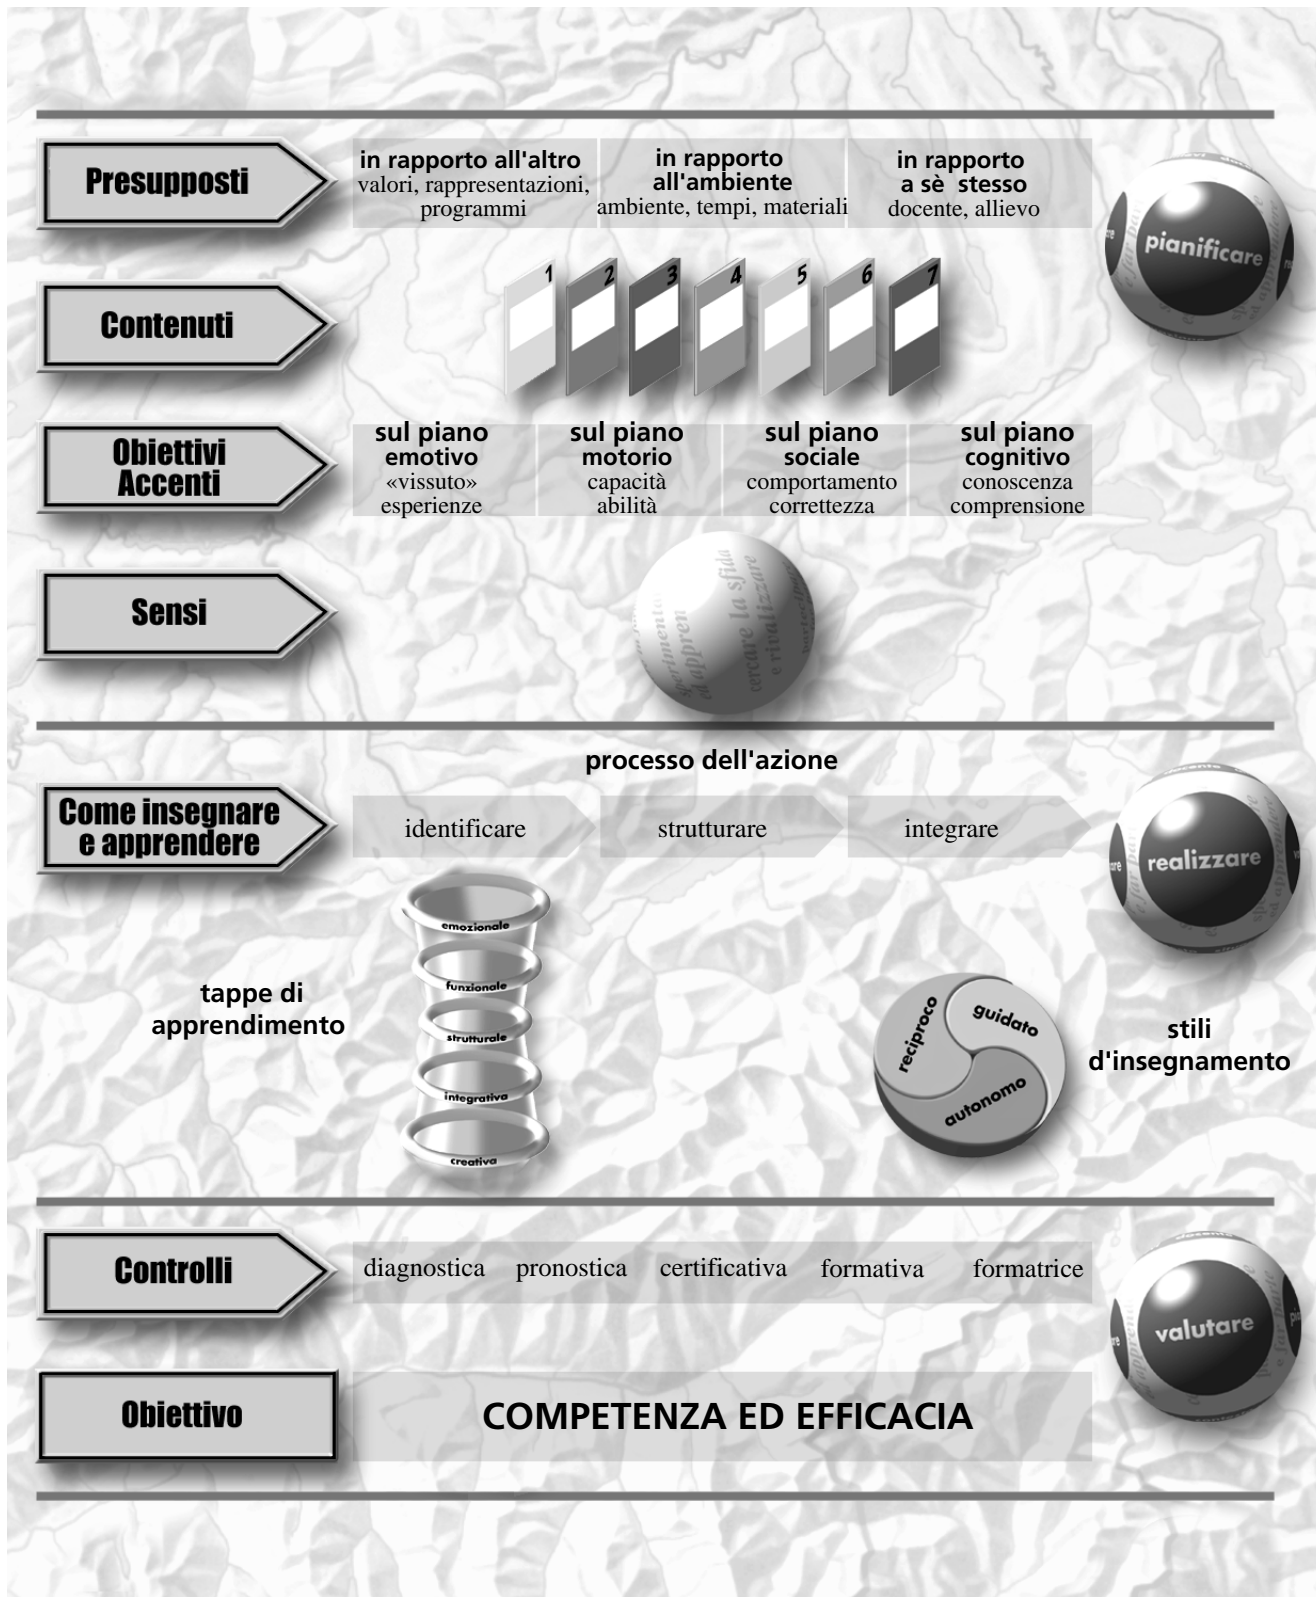 Presupposti
in rapporto all'altro
valori, rappresentazioni,
programmi
in rapporto
all'ambiente
ambiente, tempi, materiali
in rapporto
a sè stesso
docente, allievo
pianificare
Contenuti
1 2 3 4 5 6 7
Obiettivi
Accenti
sul piano
emotivo
«vissuto»
esperienze
sul piano
motorio
capacità
abilità
sul piano
sociale
comportamento
correttezza
sul piano
cognitivo
conoscenza
comprensione
Sensi
ed appren
cercare la sfida
e rivalizzare
processo dell'azione
Come insegnare
e apprendere
identificare
strutturare
integrare
realizzare
tappe di
apprendimento
emozionale
funzionale
strutturale
integrativa
creativa
reciproco
guidato
autonomo
stili
d'insegnamento
Controlli
diagnostica pronostica certificativa formativa formatrice
valutare
Obiettivo
COMPETENZA ED EFFICACIA